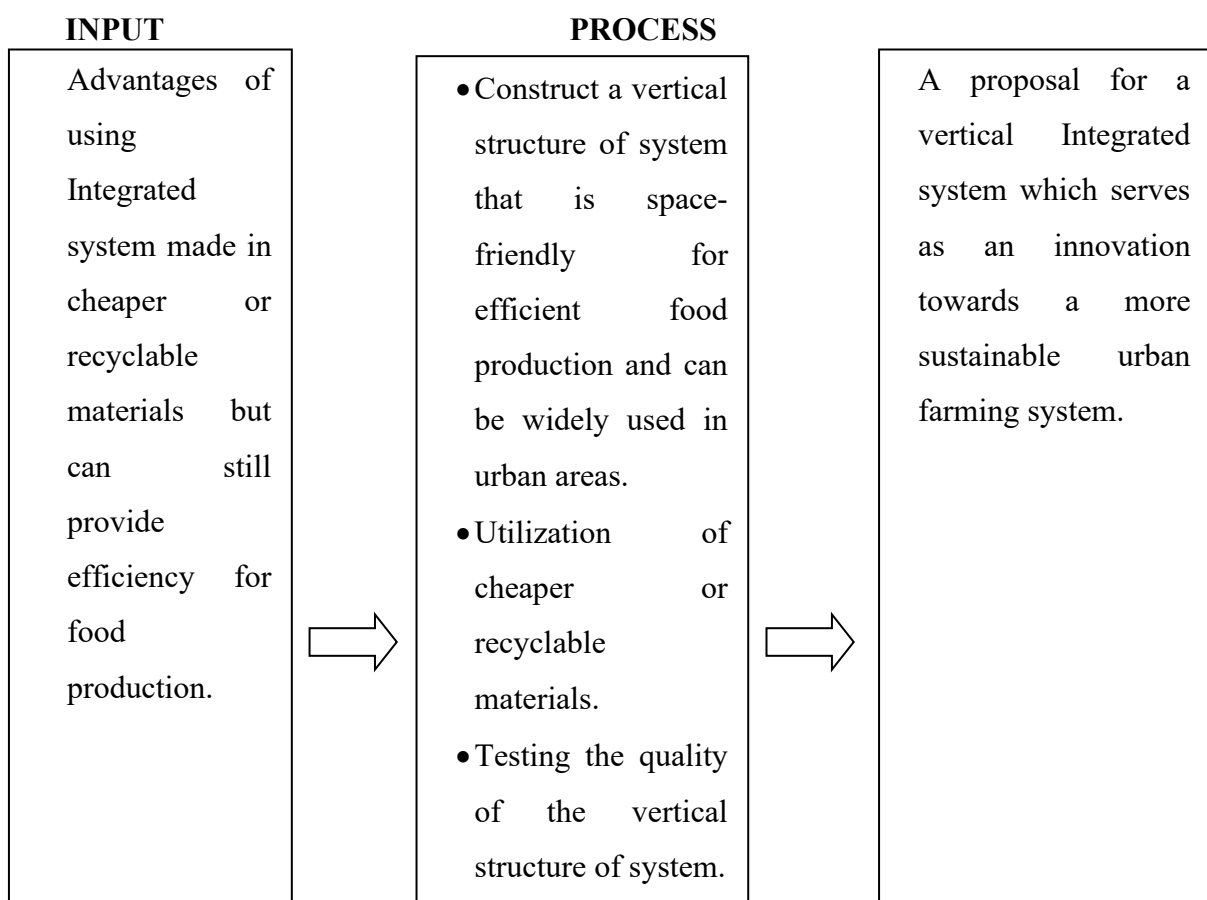 INPUT
Advantages of
using
Integrated
system made in
cheaper or
recyclable
materials but
can still
provide
efficiency for
food
production.
PROCESS
• Construct a vertical
structure of system
that is space-
friendly for
efficient food
production and can
be widely used in
urban areas.
• Utilization of
cheaper or
recyclable
materials.
• Testing the quality
of the vertical
structure of system.
A proposal for a
vertical Integrated
system which serves
as an innovation
towards a more
sustainable urban
farming system.